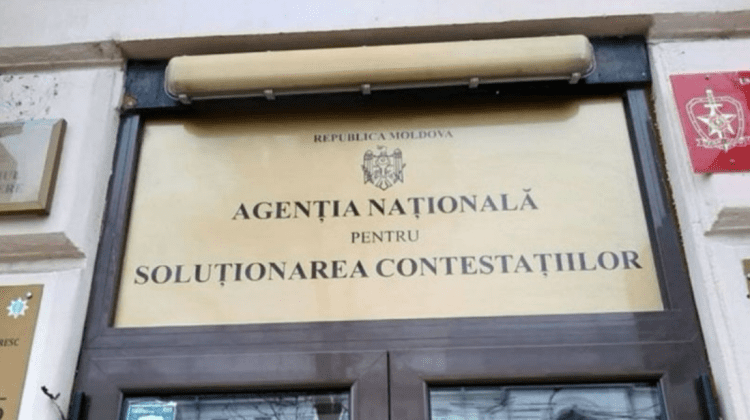 REPUBLICA MOLDOVA
AGENȚIA NAȚIONALĂ
PENTRU
SOLUȚIONAREA CONTESTAȚIILOR